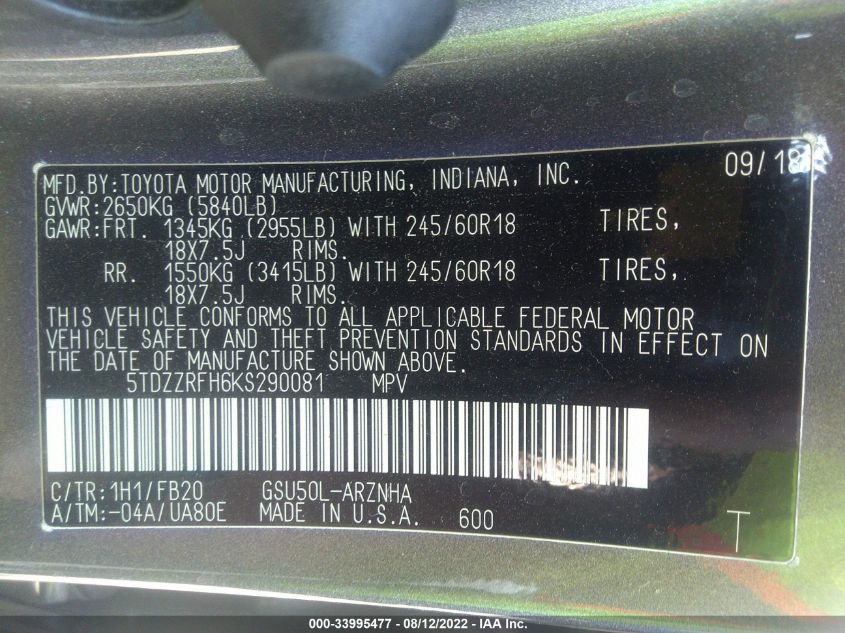 09/18
MFD.BY:TOYOTA MOTOR MANUFACTURING, INDIANA, INC.
GVWR:2650KG (5840LB)
GAWR:FRT. 1345KG (2955LB) WITH 245/60R18 TIRES,
18X7.5J RIMS.
RR. 1550KG (3415LB) WITH 245/60R18 TIRES,
18X7.5J RIMS.
THIS VEHICLE CONFORMS TO ALL APPLICABLE FEDERAL MOTOR
VEHICLE SAFETY AND THEFT PREVENTION STANDARDS IN EFFECT ON
THE DATE OF MANUFACTURE SHOWN ABOVE.
5TDZZRFH6KS290081 MPV
C/TR:1H1/FB20 GSU50L-ARZNHA
A/TM:-04A/UA80E MADE IN U.S.A. 600
T
000-33995477 - 08/12/2022 - IAA Inc.